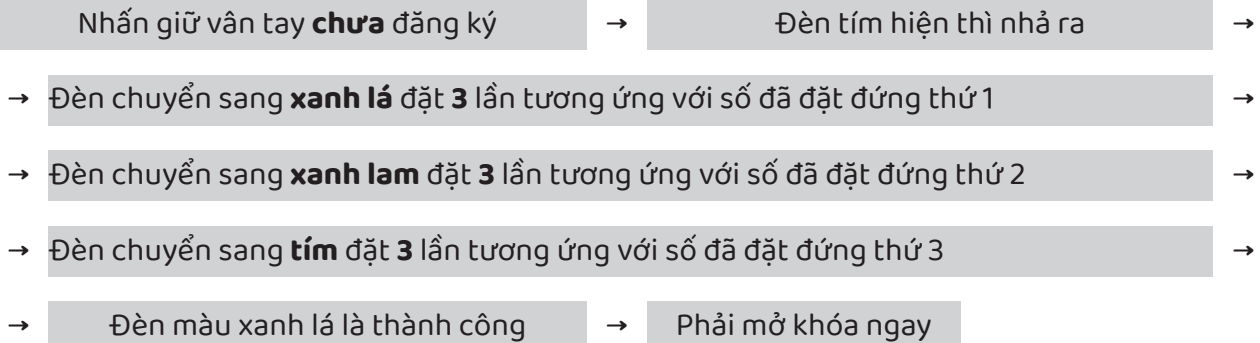 Nhấn giữ vân tay chưa đăng ký → Đèn tím hiện thì nhả ra →
→ Đèn chuyển sang xanh lá đặt 3 lần tương ứng với số đã đặt đứng thứ 1 →
→ Đèn chuyển sang xanh lam đặt 3 lần tương ứng với số đã đặt đứng thứ 2 →
→ Đèn chuyển sang tím đặt 3 lần tương ứng với số đã đặt đứng thứ 3 →
→ Đèn màu xanh lá là thành công → Phải mở khóa ngay